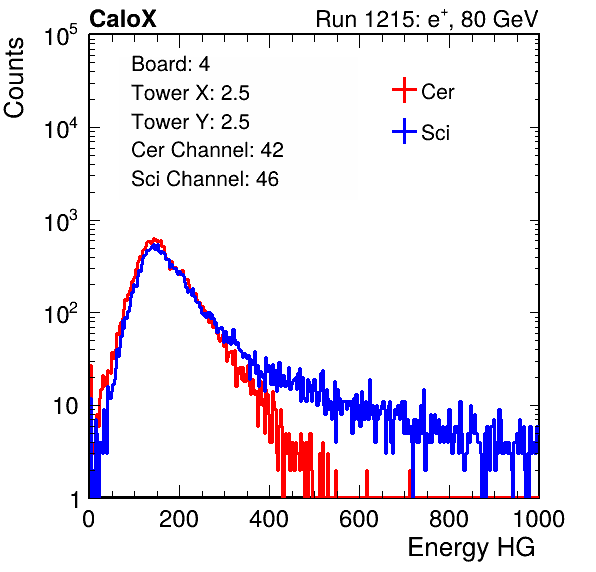 CaloX
Run 1215: e+, 80 GeV
Counts
Board: 4
Tower X: 2.5
Tower Y: 2.5
Cer Channel: 42
Sci Channel: 46
Cer
Sci
10^5
10^4
10^3
10^2
10
1
0 200 400 600 800 1000
Energy HG